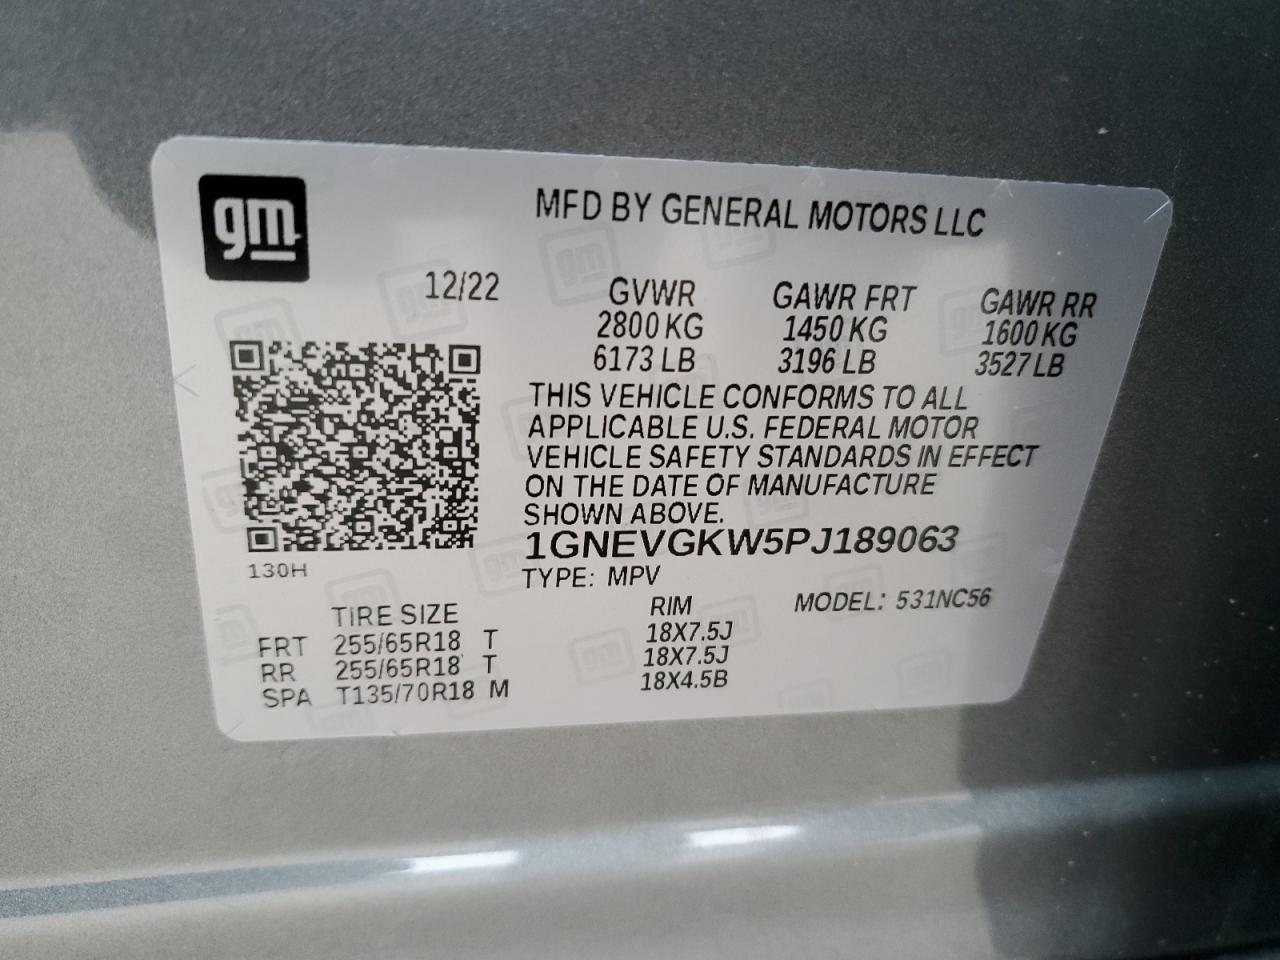 gm
MFD BY GENERAL MOTORS LLC
12/22
GVWR GAWR FRT GAWR RR
2800 KG 1450 KG 1600 KG
6173 LB 3196 LB 3527 LB
THIS VEHICLE CONFORMS TO ALL
APPLICABLE U.S. FEDERAL MOTOR
VEHICLE SAFETY STANDARDS IN EFFECT
ON THE DATE OF MANUFACTURE
SHOWN ABOVE.
1GNEVGKW5PJ189063
130H
TYPE: MPV MODEL: 531NC56
TIRE SIZE RIM
FRT 255/65R18 T 18X7.5J
RR 255/65R18 T 18X7.5J
SPA T135/70R18 M 18X4.5B